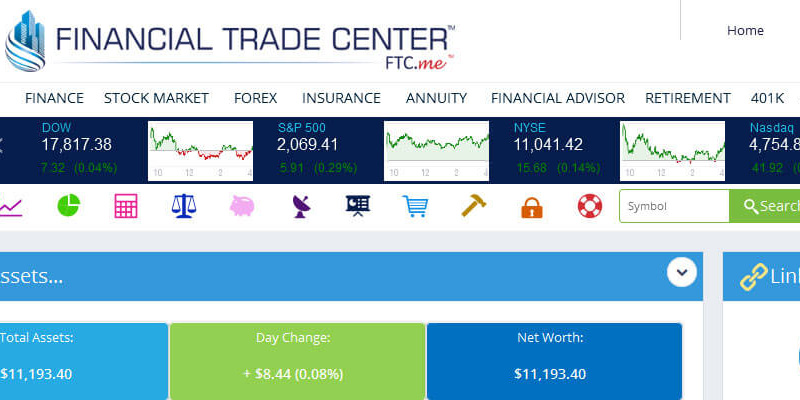 FINANCIAL TRADE CENTER™
FTC.me™
Home
FINANCE STOCK MARKET FOREX INSURANCE ANNUITY FINANCIAL ADVISOR RETIREMENT 401K
DOW S&P 500 NYSE Nasdaq
17,817.38 2,069.41 11,041.42 4,754.8
7.32 (0.04%) 5.91 (0.29%) 15.68 (0.14%) 41.92 (
10 12 2 4 10 12 2 4 10 12 2 4
Symbol Search
ssets... Lin
Total Assets: Day Change: Net Worth:
$11,193.40 + $8.44 (0.08%) $11,193.40